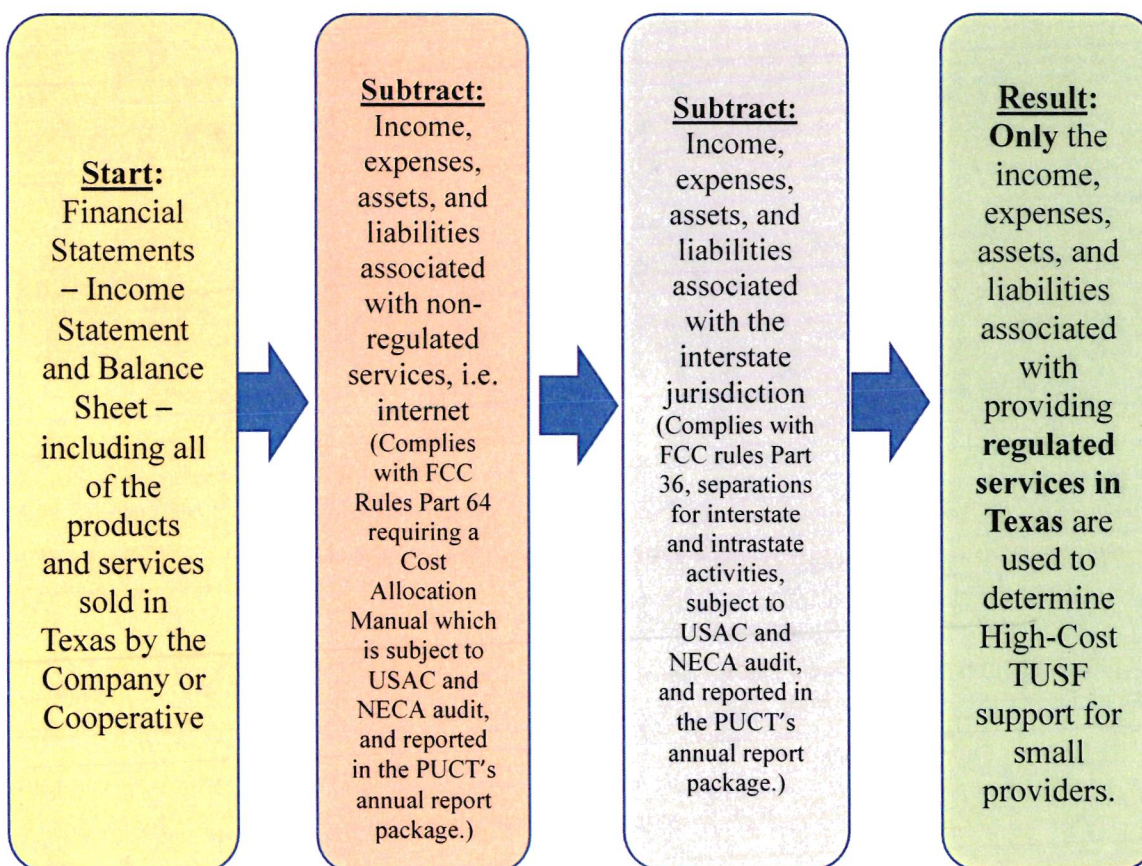 Start:
Financial
Statements
– Income
Statement
and Balance
Sheet –
including all
of the
products
and services
sold in
Texas by the
Company or
Cooperative
Subtract:
Income,
expenses,
assets, and
liabilities
associated
with non-
regulated
services, i.e.
internet
(Complies
with FCC
Rules Part 64
requiring a
Cost
Allocation
Manual which
is subject to
USAC and
NECA audit,
and reported
in the PUCT’s
annual report
package.)
Subtract:
Income,
expenses,
assets, and
liabilities
associated
with the
interstate
jurisdiction
(Complies with
FCC rules Part
36, separations
for interstate
and intrastate
activities,
subject to
USAC and
NECA audit,
and reported in
the PUCT’s
annual report
package.)
Result:
Only the
income,
expenses,
assets, and
liabilities
associated
with
providing
regulated
services in
Texas are
used to
determine
High-Cost
TUSF
support for
small
providers.